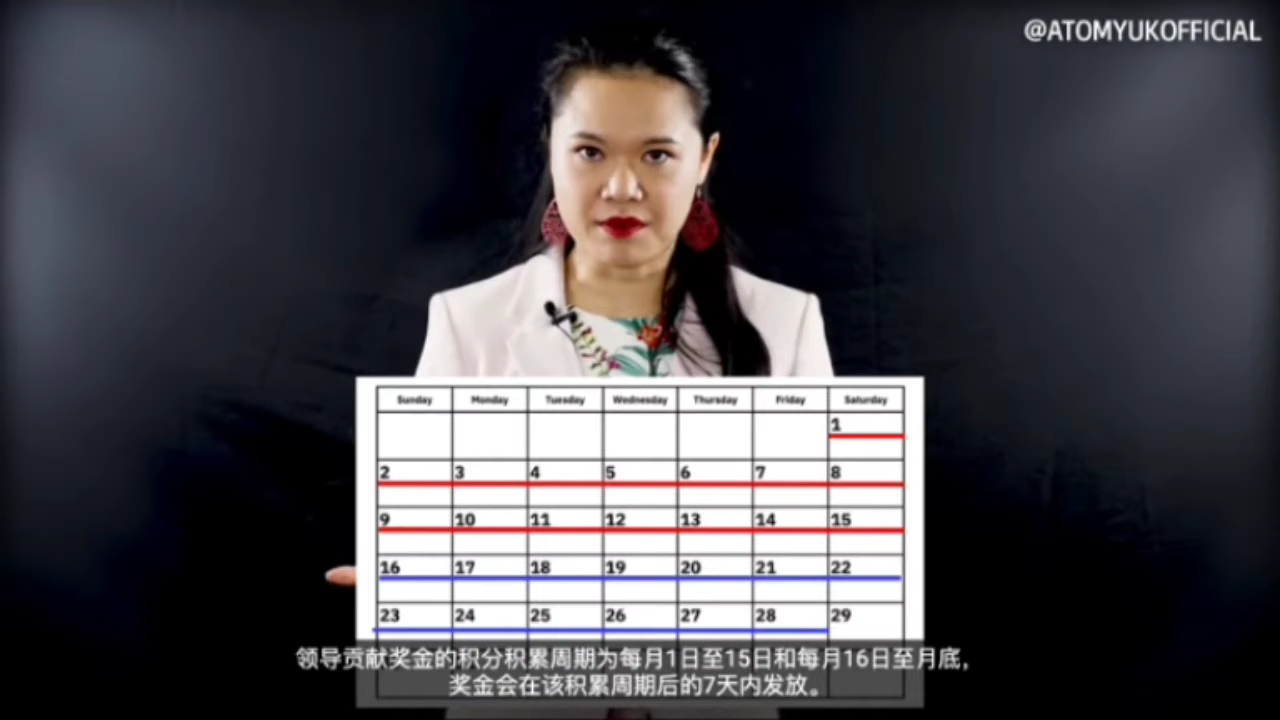 @ATOMYUKOFFICIAL
Sunday Monday Tuesday Wednesday Thursday Friday Saturday
1
2 3 4 5 6 7 8
9 10 11 12 13 14 15
16 17 18 19 20 21 22
23 24 25 26 27 28 29
领导贡献奖金的积分积累周期为每月1日至15日和每月16日至月底，
奖金会在该积累周期后的7天内发放。